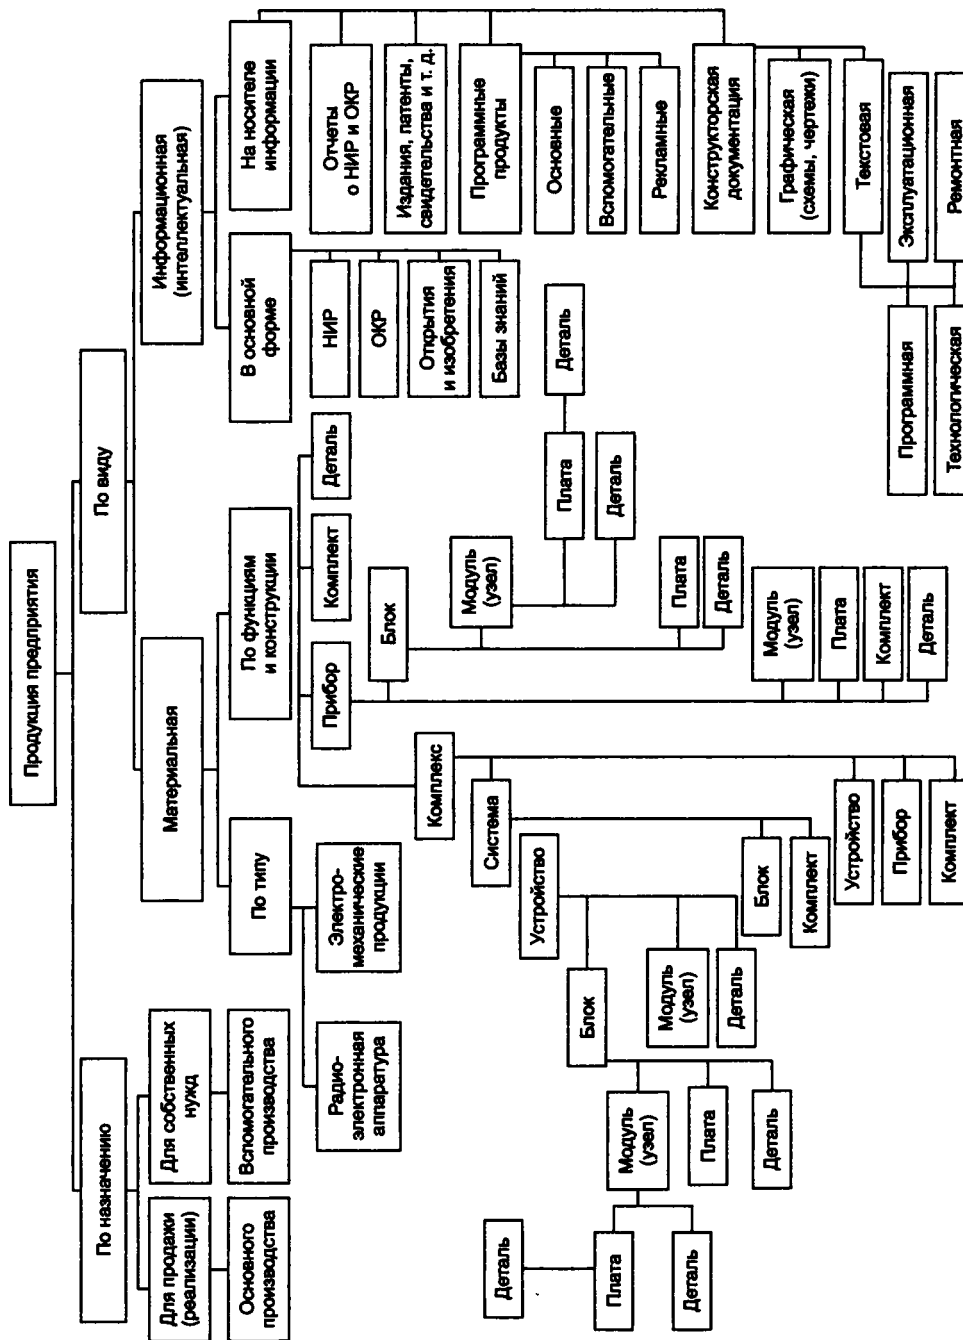 Продукция предприятия
По назначению
По виду
Для продажи
(реализации)
Для собственных
нужд
Материальная
Информационная
(интеллектуальная)
Основного
производства
Вспомогательного
производства
По типу
По функциям
и конструкции
В основной
форме
На носителе
информации
Радио-
электронная
аппаратура
Электро-
механические
продукции
Комплекс
Прибор
Комплект
Деталь
НИР
ОКР
Открытия
и изобретения
Базы знаний
Отчеты
о НИР и ОКР
Издания, патенты,
свидетельства и т. д.
Программные
продукты
Основные
Вспомогательные
Рекламные
Конструкторская
документация
Графическая
(схемы, чертежи)
Текстовая
Программная
Эксплуатационная
Технологическая
Ремонтная
Блок
Модуль
(узел)
Плата
Деталь
Деталь
Плата
Деталь
Модуль
(узел)
Плата
Комплект
Деталь
Система
Устройство
Блок
Модуль
(узел)
Деталь
Плата
Деталь
Плата
Деталь
Модуль
(узел)
Деталь
Блок
Комплект
Устройство
Прибор
Комплект